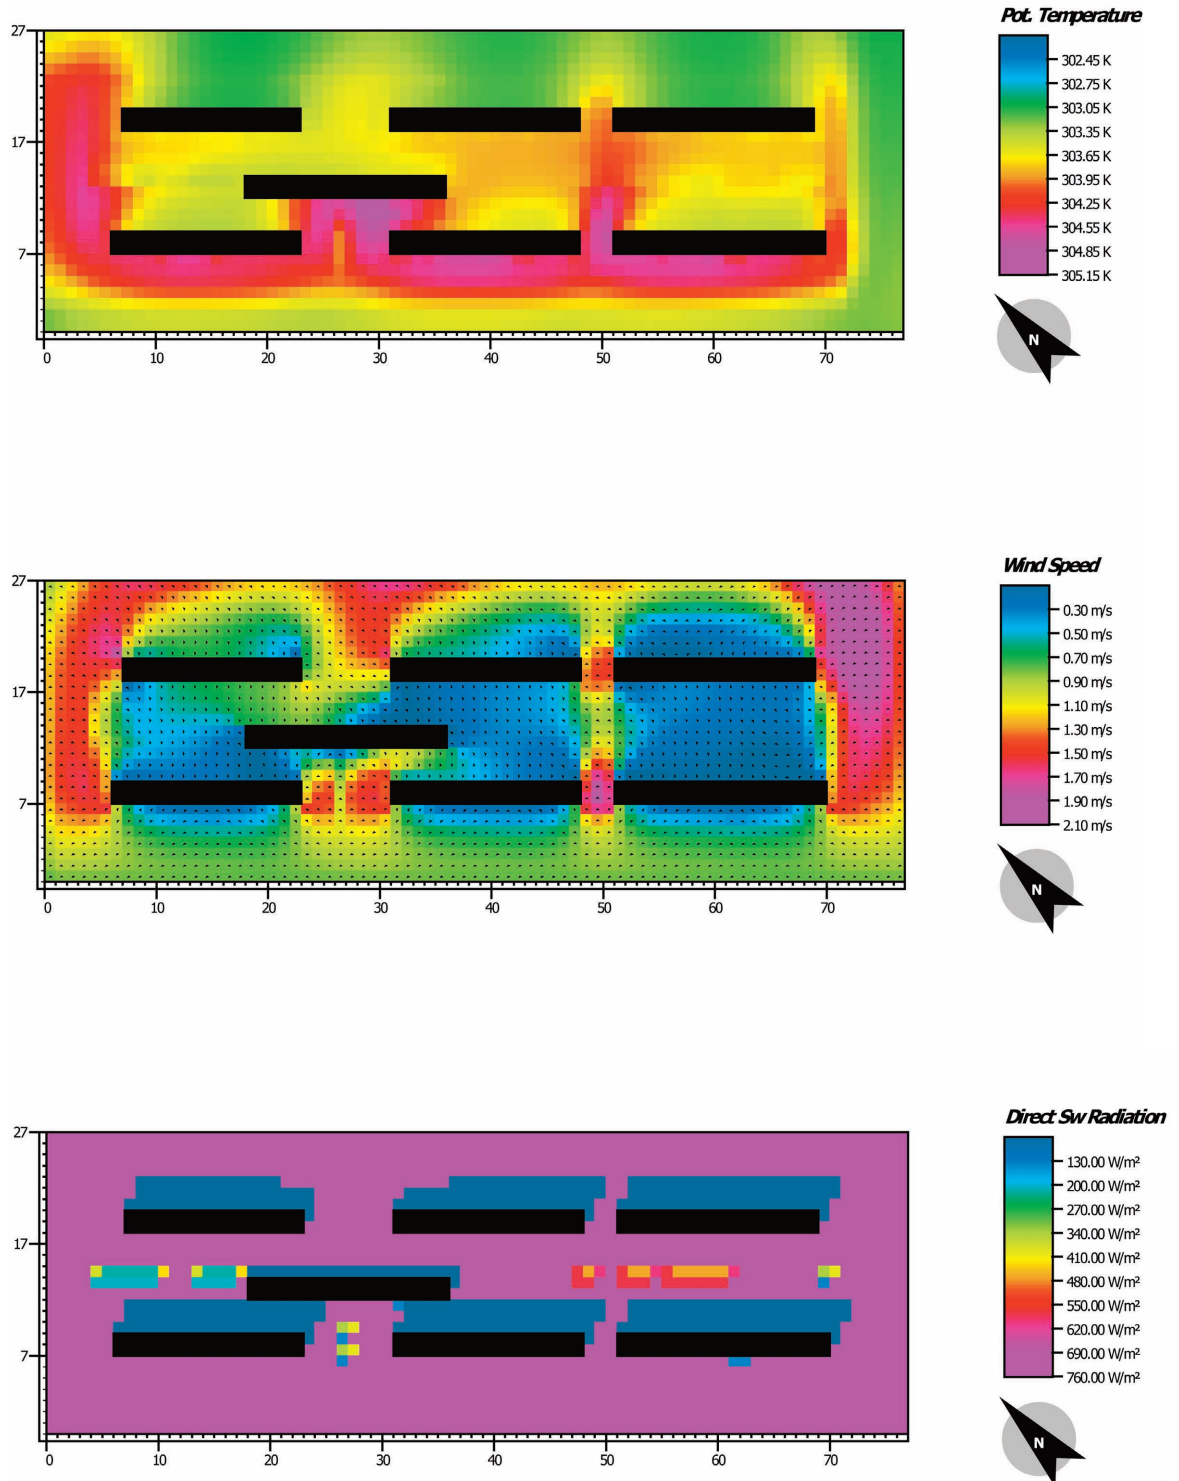 Pot. Temperature
27
17
7
0 10 20 30 40 50 60 70
302.45 K
302.75 K
303.05 K
303.35 K
303.65 K
303.95 K
304.25 K
304.55 K
304.85 K
305.15 K
N
Wind Speed
27
17
7
0 10 20 30 40 50 60 70
0.30 m/s
0.50 m/s
0.70 m/s
0.90 m/s
1.10 m/s
1.30 m/s
1.50 m/s
1.70 m/s
1.90 m/s
2.10 m/s
N
Direct Sw Radiation
27
17
7
0 10 20 30 40 50 60 70
130.00 W/m²
200.00 W/m²
270.00 W/m²
340.00 W/m²
410.00 W/m²
480.00 W/m²
550.00 W/m²
620.00 W/m²
690.00 W/m²
760.00 W/m²
N